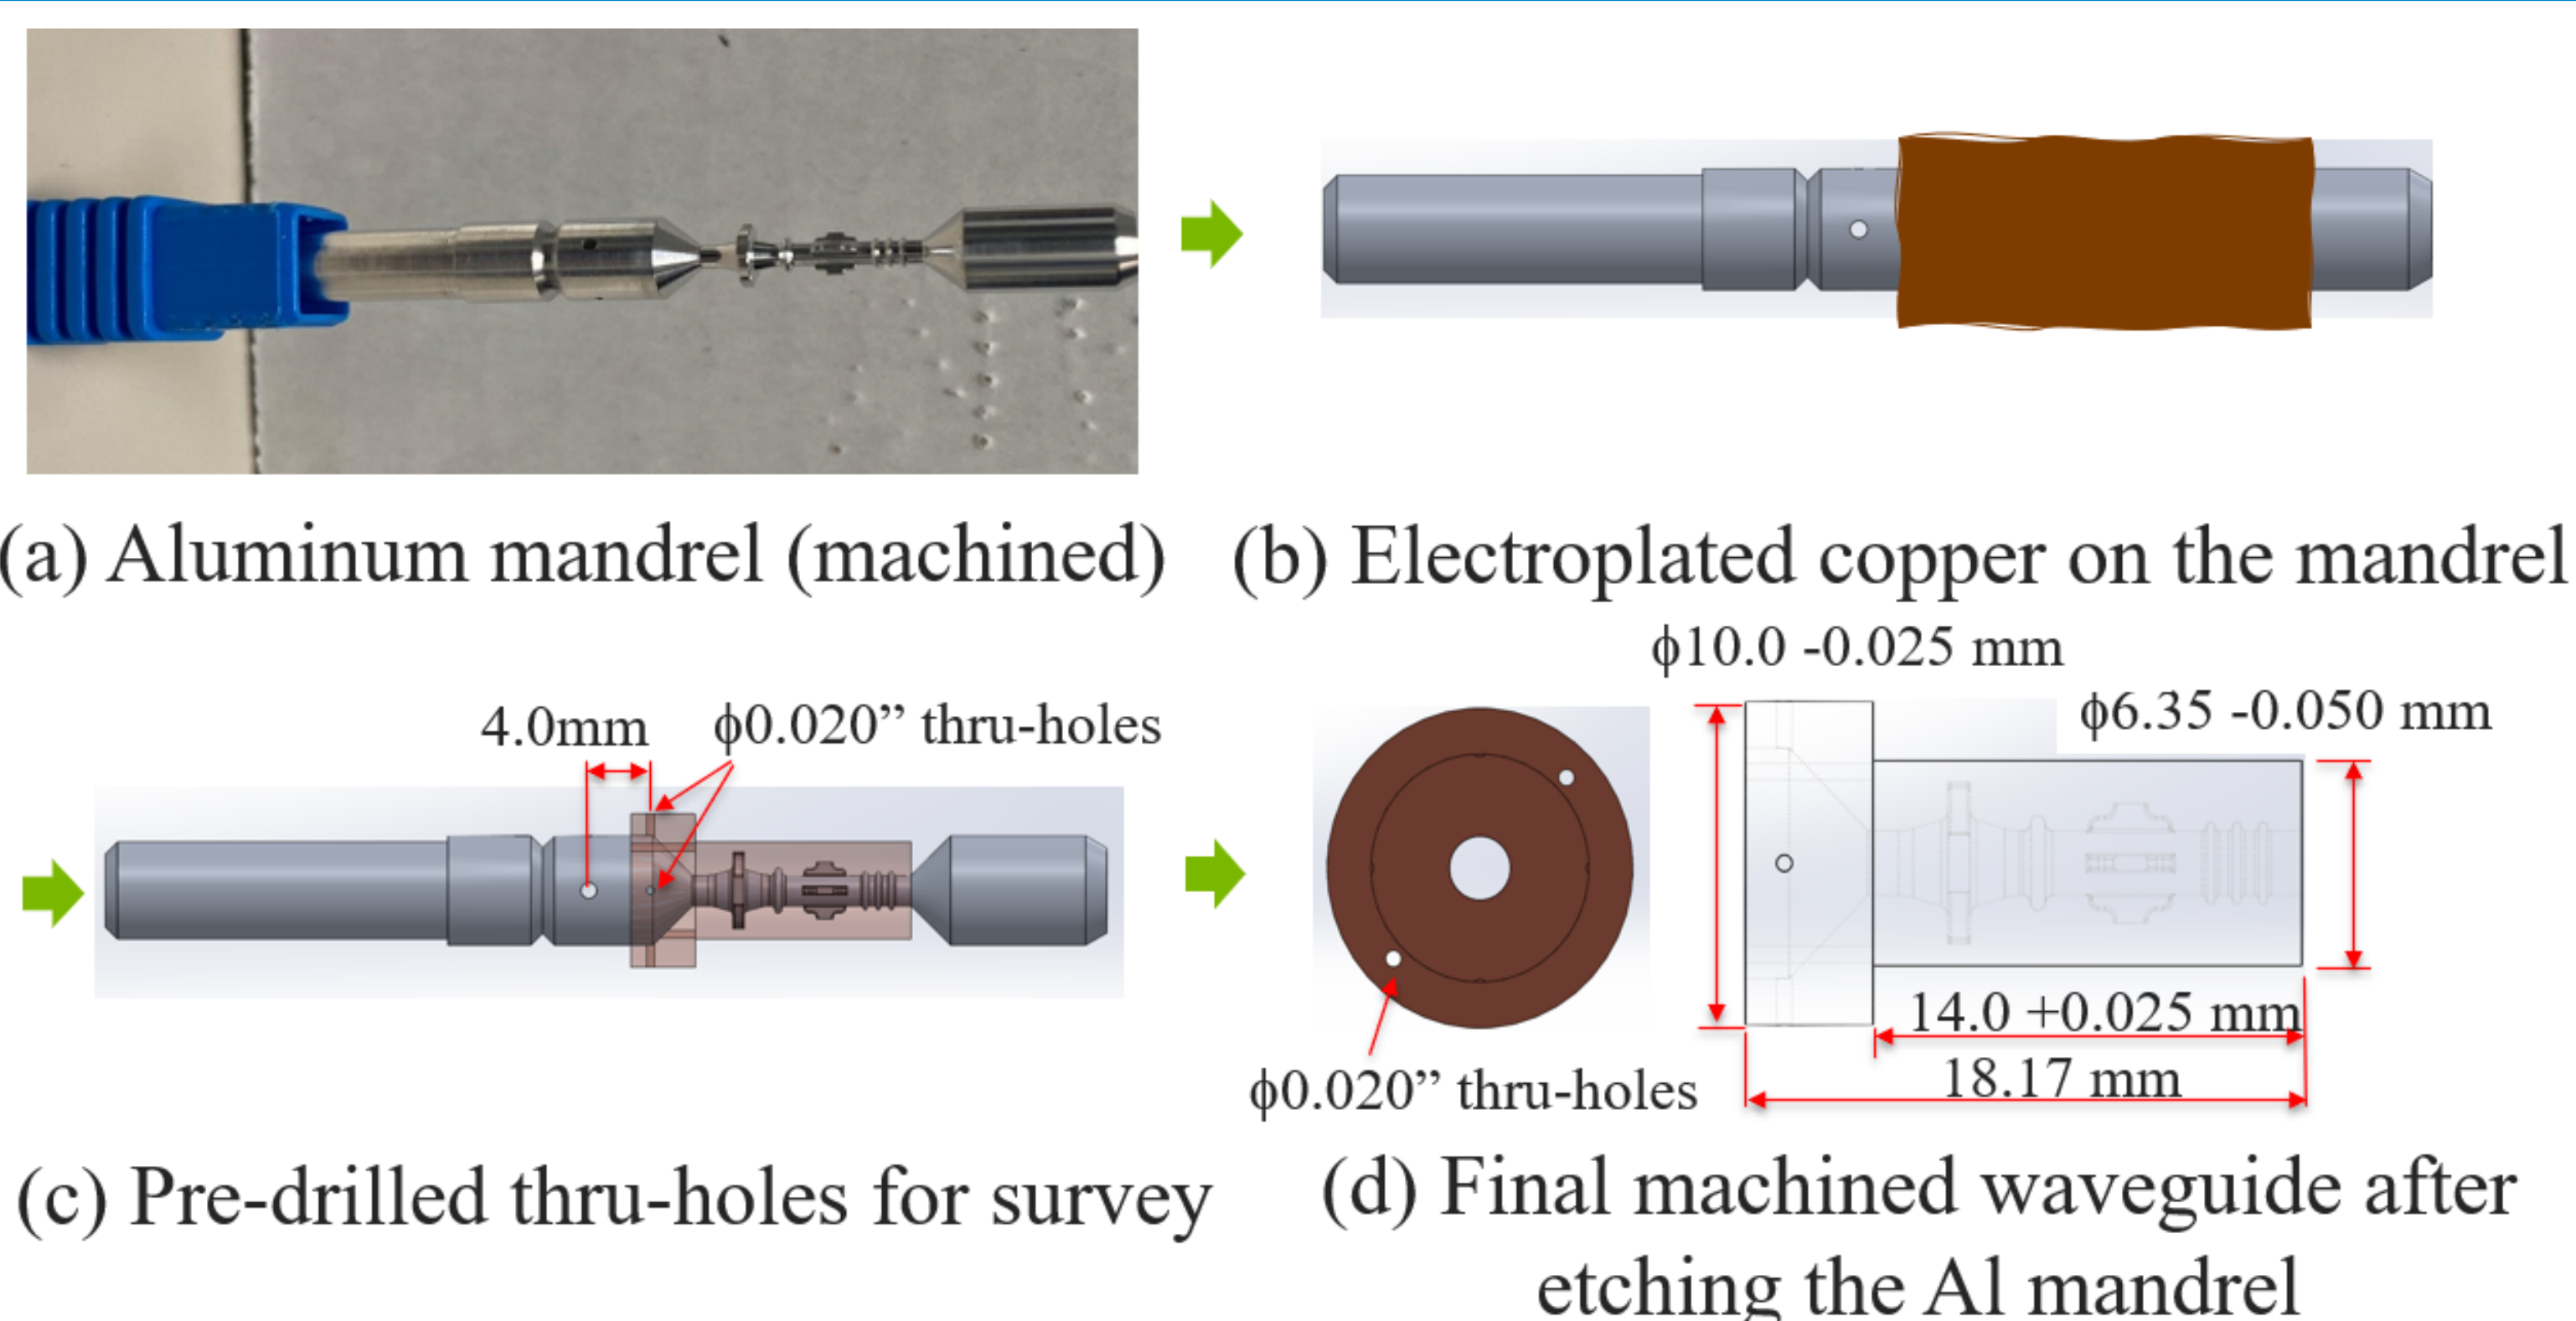 (a) Aluminum mandrel (machined)
(b) Electroplated copper on the mandrel
4.0mm
ϕ0.020” thru-holes
(c) Pre-drilled thru-holes for survey
ϕ10.0 -0.025 mm
ϕ6.35 -0.050 mm
14.0 +0.025 mm
18.17 mm
ϕ0.020” thru-holes
(d) Final machined waveguide after
etching the Al mandrel